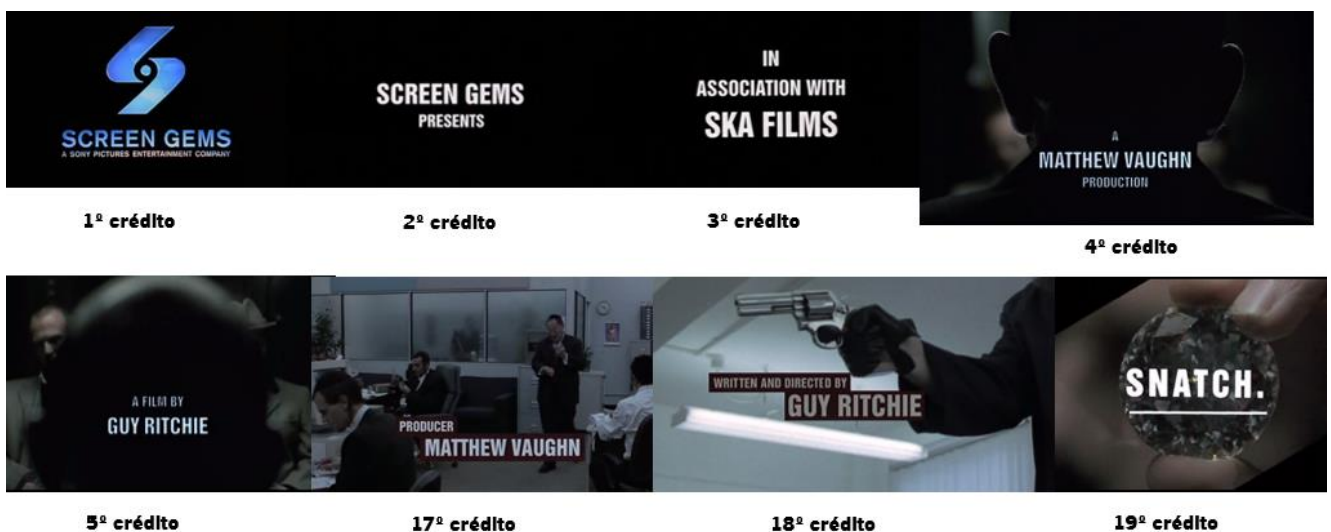 SCREEN GEMS
A SONY PICTURES ENTERTAINMENT COMPANY
SCREEN GEMS
PRESENTS
IN
ASSOCIATION WITH
SKA FILMS
A
MATTHEW VAUGHN
PRODUCTION
1º crédito
2º crédito
3º crédito
4º crédito
A FILM BY
GUY RITCHIE
PRODUCER
MATTHEW VAUGHN
WRITTEN AND DIRECTED BY
GUY RITCHIE
SNATCH.
5º crédito
17º crédito
18º crédito
19º crédito